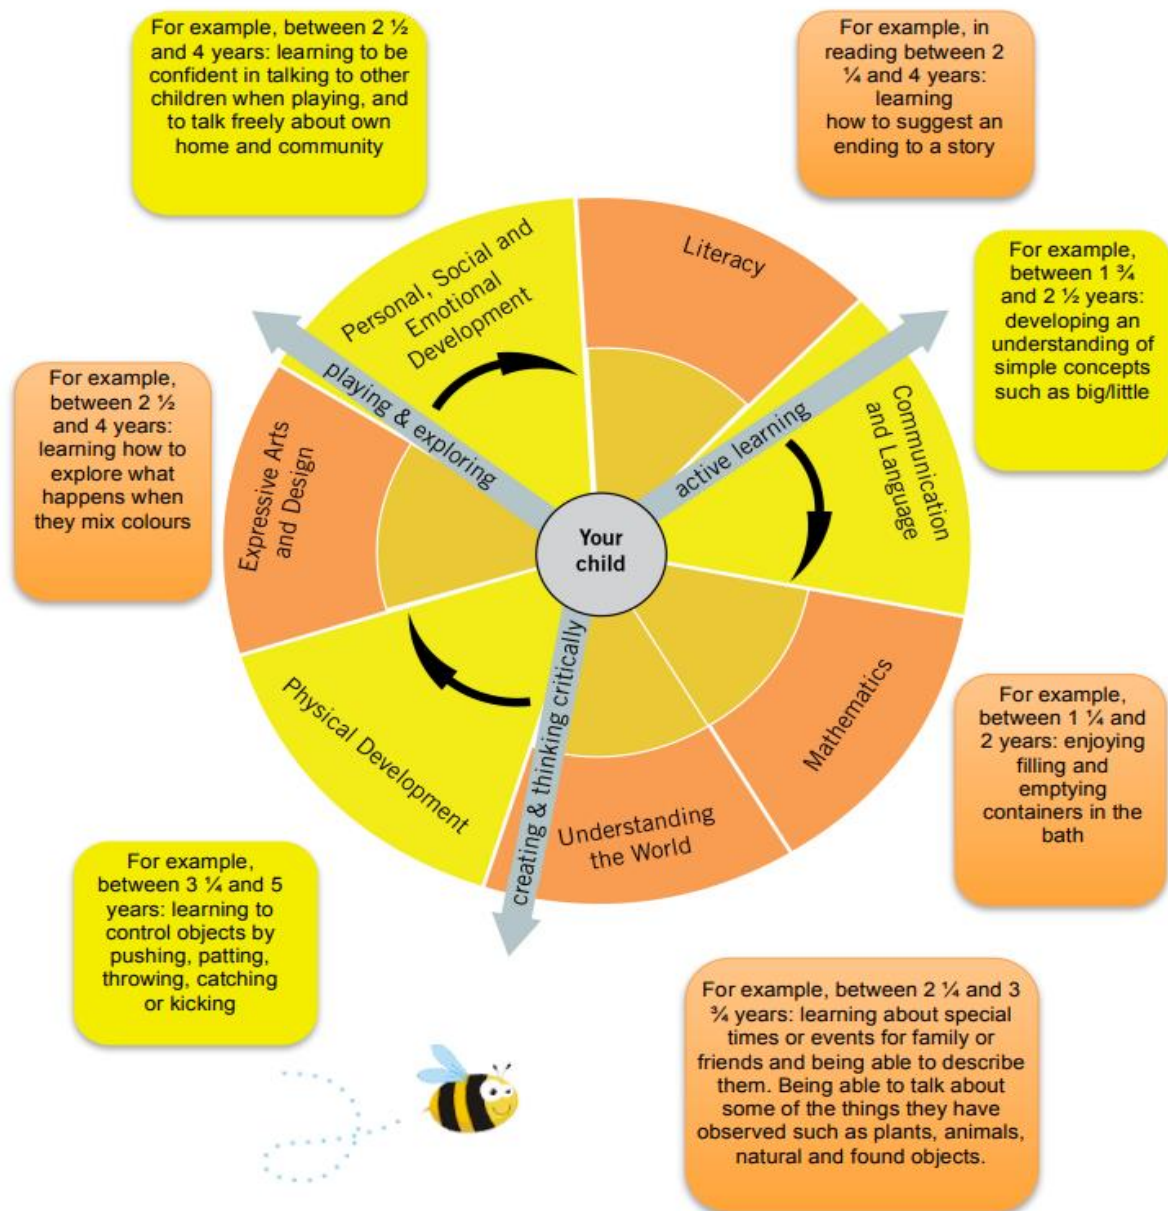 For example, between 2 ½
and 4 years: learning to be
confident in talking to other
children when playing, and
to talk freely about own
home and community
For example, in
reading between 2
¼ and 4 years:
learning
how to suggest an
ending to a story
Personal, Social and
Emotional
Development
Literacy
For example,
between 1 ¾
and 2 ½ years:
developing an
understanding of
simple concepts
such as big/little
playing & exploring
active learning
Communication
and Language
For example,
between 2 ½
and 4 years:
learning how to
explore what
happens when
they mix colours
Expressive Arts
and Design
Your
child
Physical Development
creating & thinking critically
Understanding
the World
Mathematics
For example,
between 1 ¼ and
2 years: enjoying
filling and
emptying
containers in the
bath
For example,
between 3 ¼ and 5
years: learning to
control objects by
pushing, patting,
throwing, catching
or kicking
For example, between 2 ¼ and 3
¾ years: learning about special
times or events for family or
friends and being able to describe
them. Being able to talk about
some of the things they have
observed such as plants, animals,
natural and found objects.